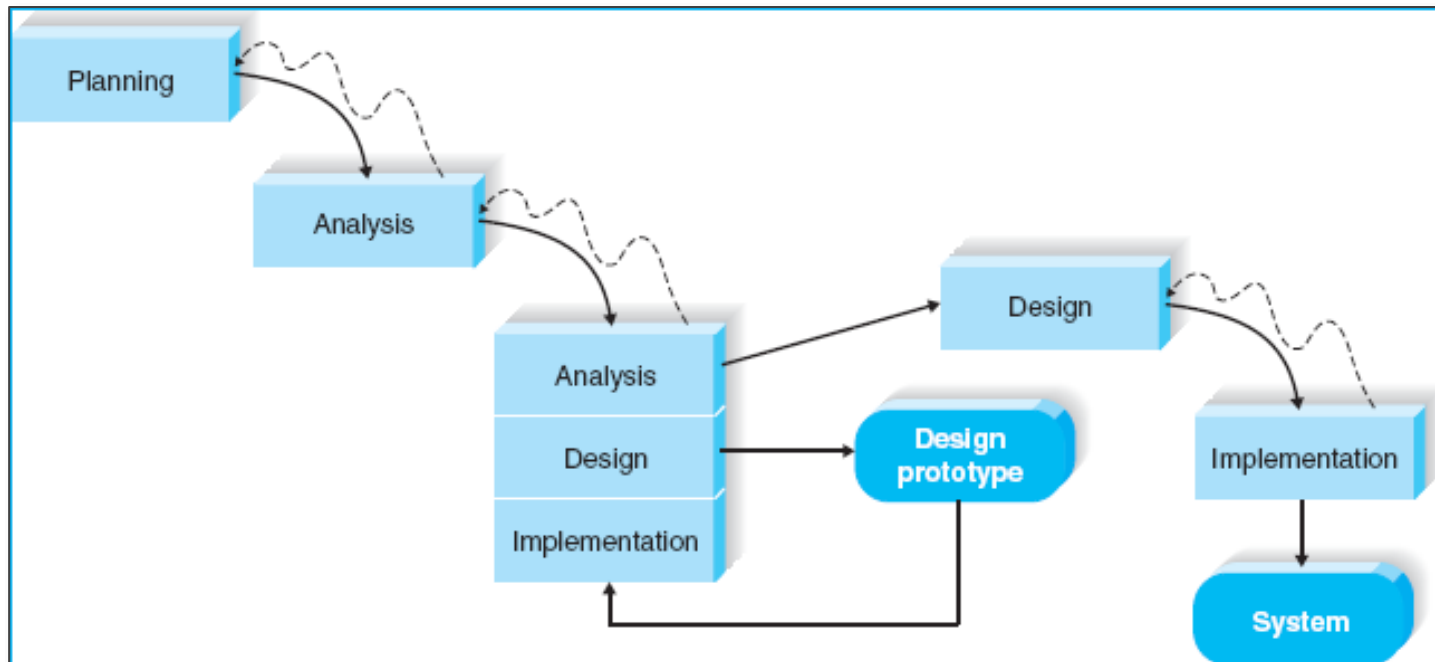 Planning
Analysis
Analysis
Design
Implementation
Design
prototype
Design
Implementation
System